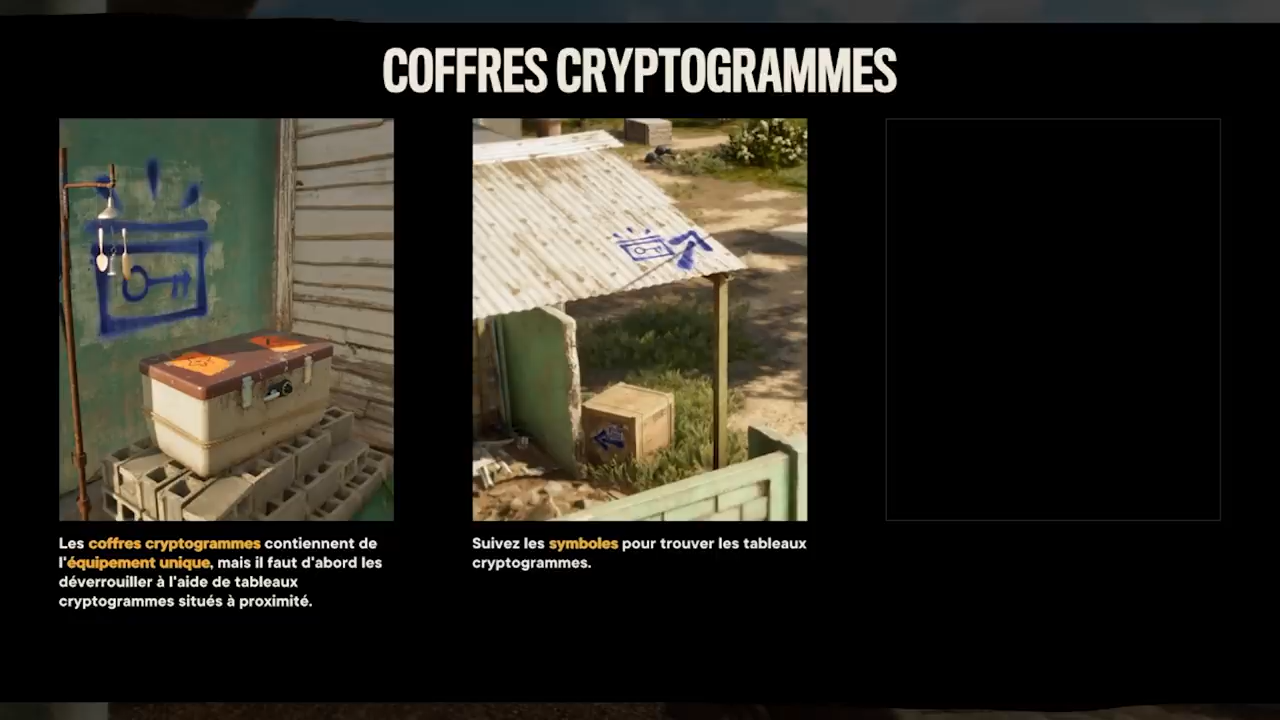 COFFRES CRYPTOGRAMMES
Les coffres cryptogrammes contiennent de
l'équipement unique, mais il faut d'abord les
déverrouiller à l'aide de tableaux
cryptogrammes situés à proximité.
Suivez les symboles pour trouver les tableaux
cryptogrammes.